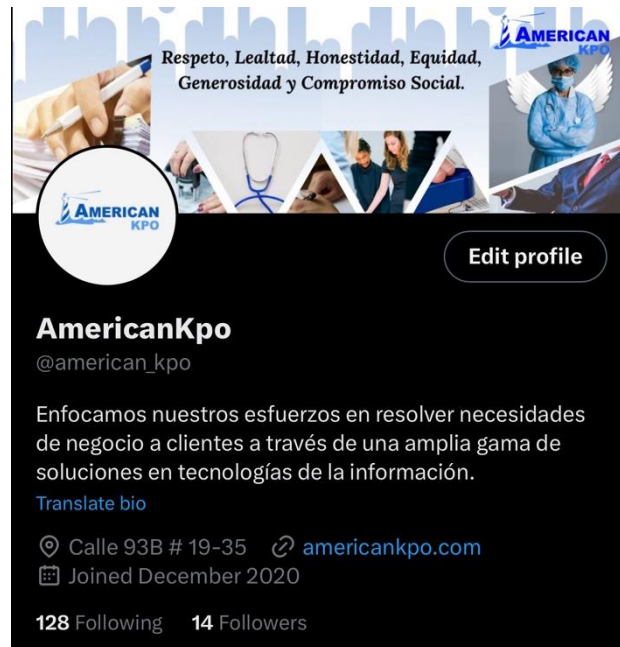 AMERICAN
KPO
Respeto, Lealtad, Honestidad, Equidad,
Generosidad y Compromiso Social.
AMERICAN
KPO
Edit profile
AmericanKpo
@american_kpo
Enfocamos nuestros esfuerzos en resolver necesidades
de negocio a clientes a través de una amplia gama de
soluciones en tecnologías de la información.
Translate bio
Calle 93B # 19-35 americankpo.com
Joined December 2020
128 Following 14 Followers